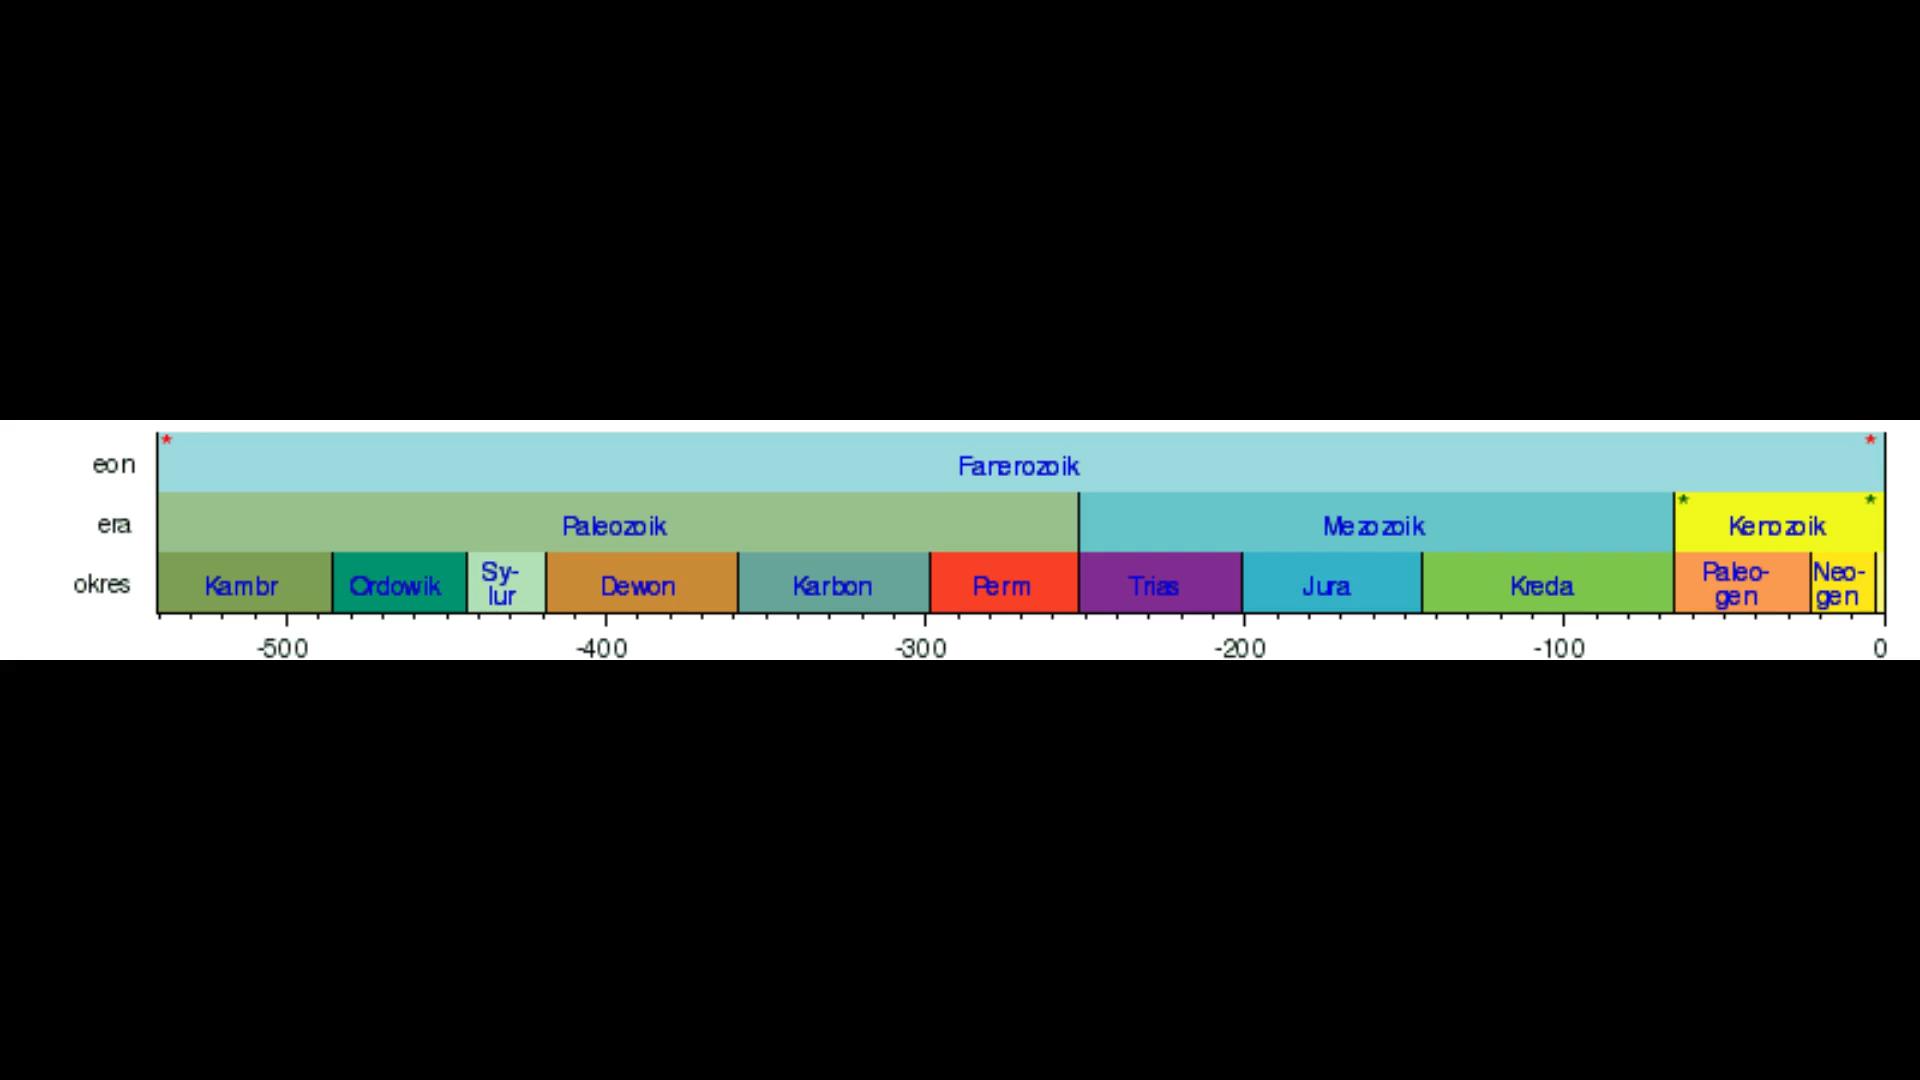 eon
* Fanerozoik *
era
Paleozoik Mezozoik * Kenozoik *
okres
Kambr Ordowik Sy-
lur Dewon Karbon Perm Trias Jura Kreda Paleo-
gen Neo-
gen
-500 -400 -300 -200 -100 0